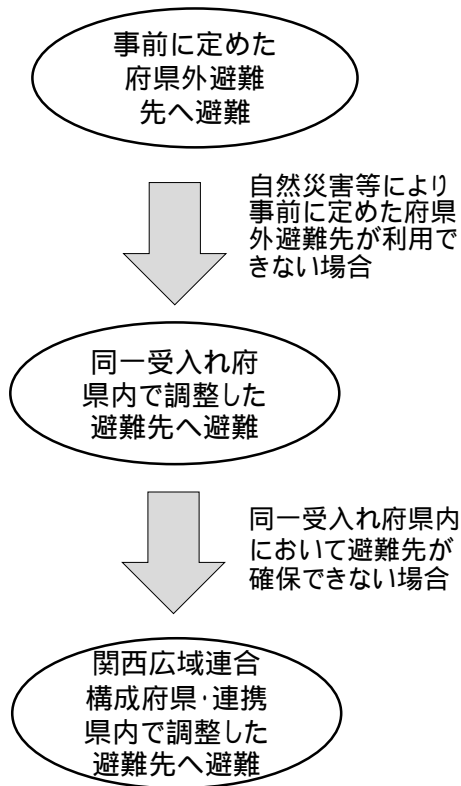 事前に定めた
府県外避難
先へ避難
自然災害等により
事前に定めた府県
外避難先が利用で
きない場合
同一受入れ府
県内で調整した
避難先へ避難
同一受入れ府県内
において避難先が
確保できない場合
関西広域連合
構成府県・連携
県内で調整した
避難先へ避難